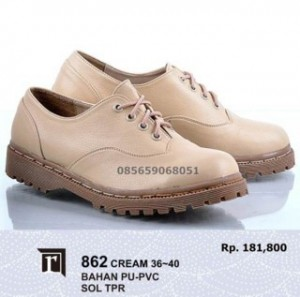 085659068051
Rp. 181,800
862 CREAM 36~40
BAHAN PU-PVC
SOL TPR